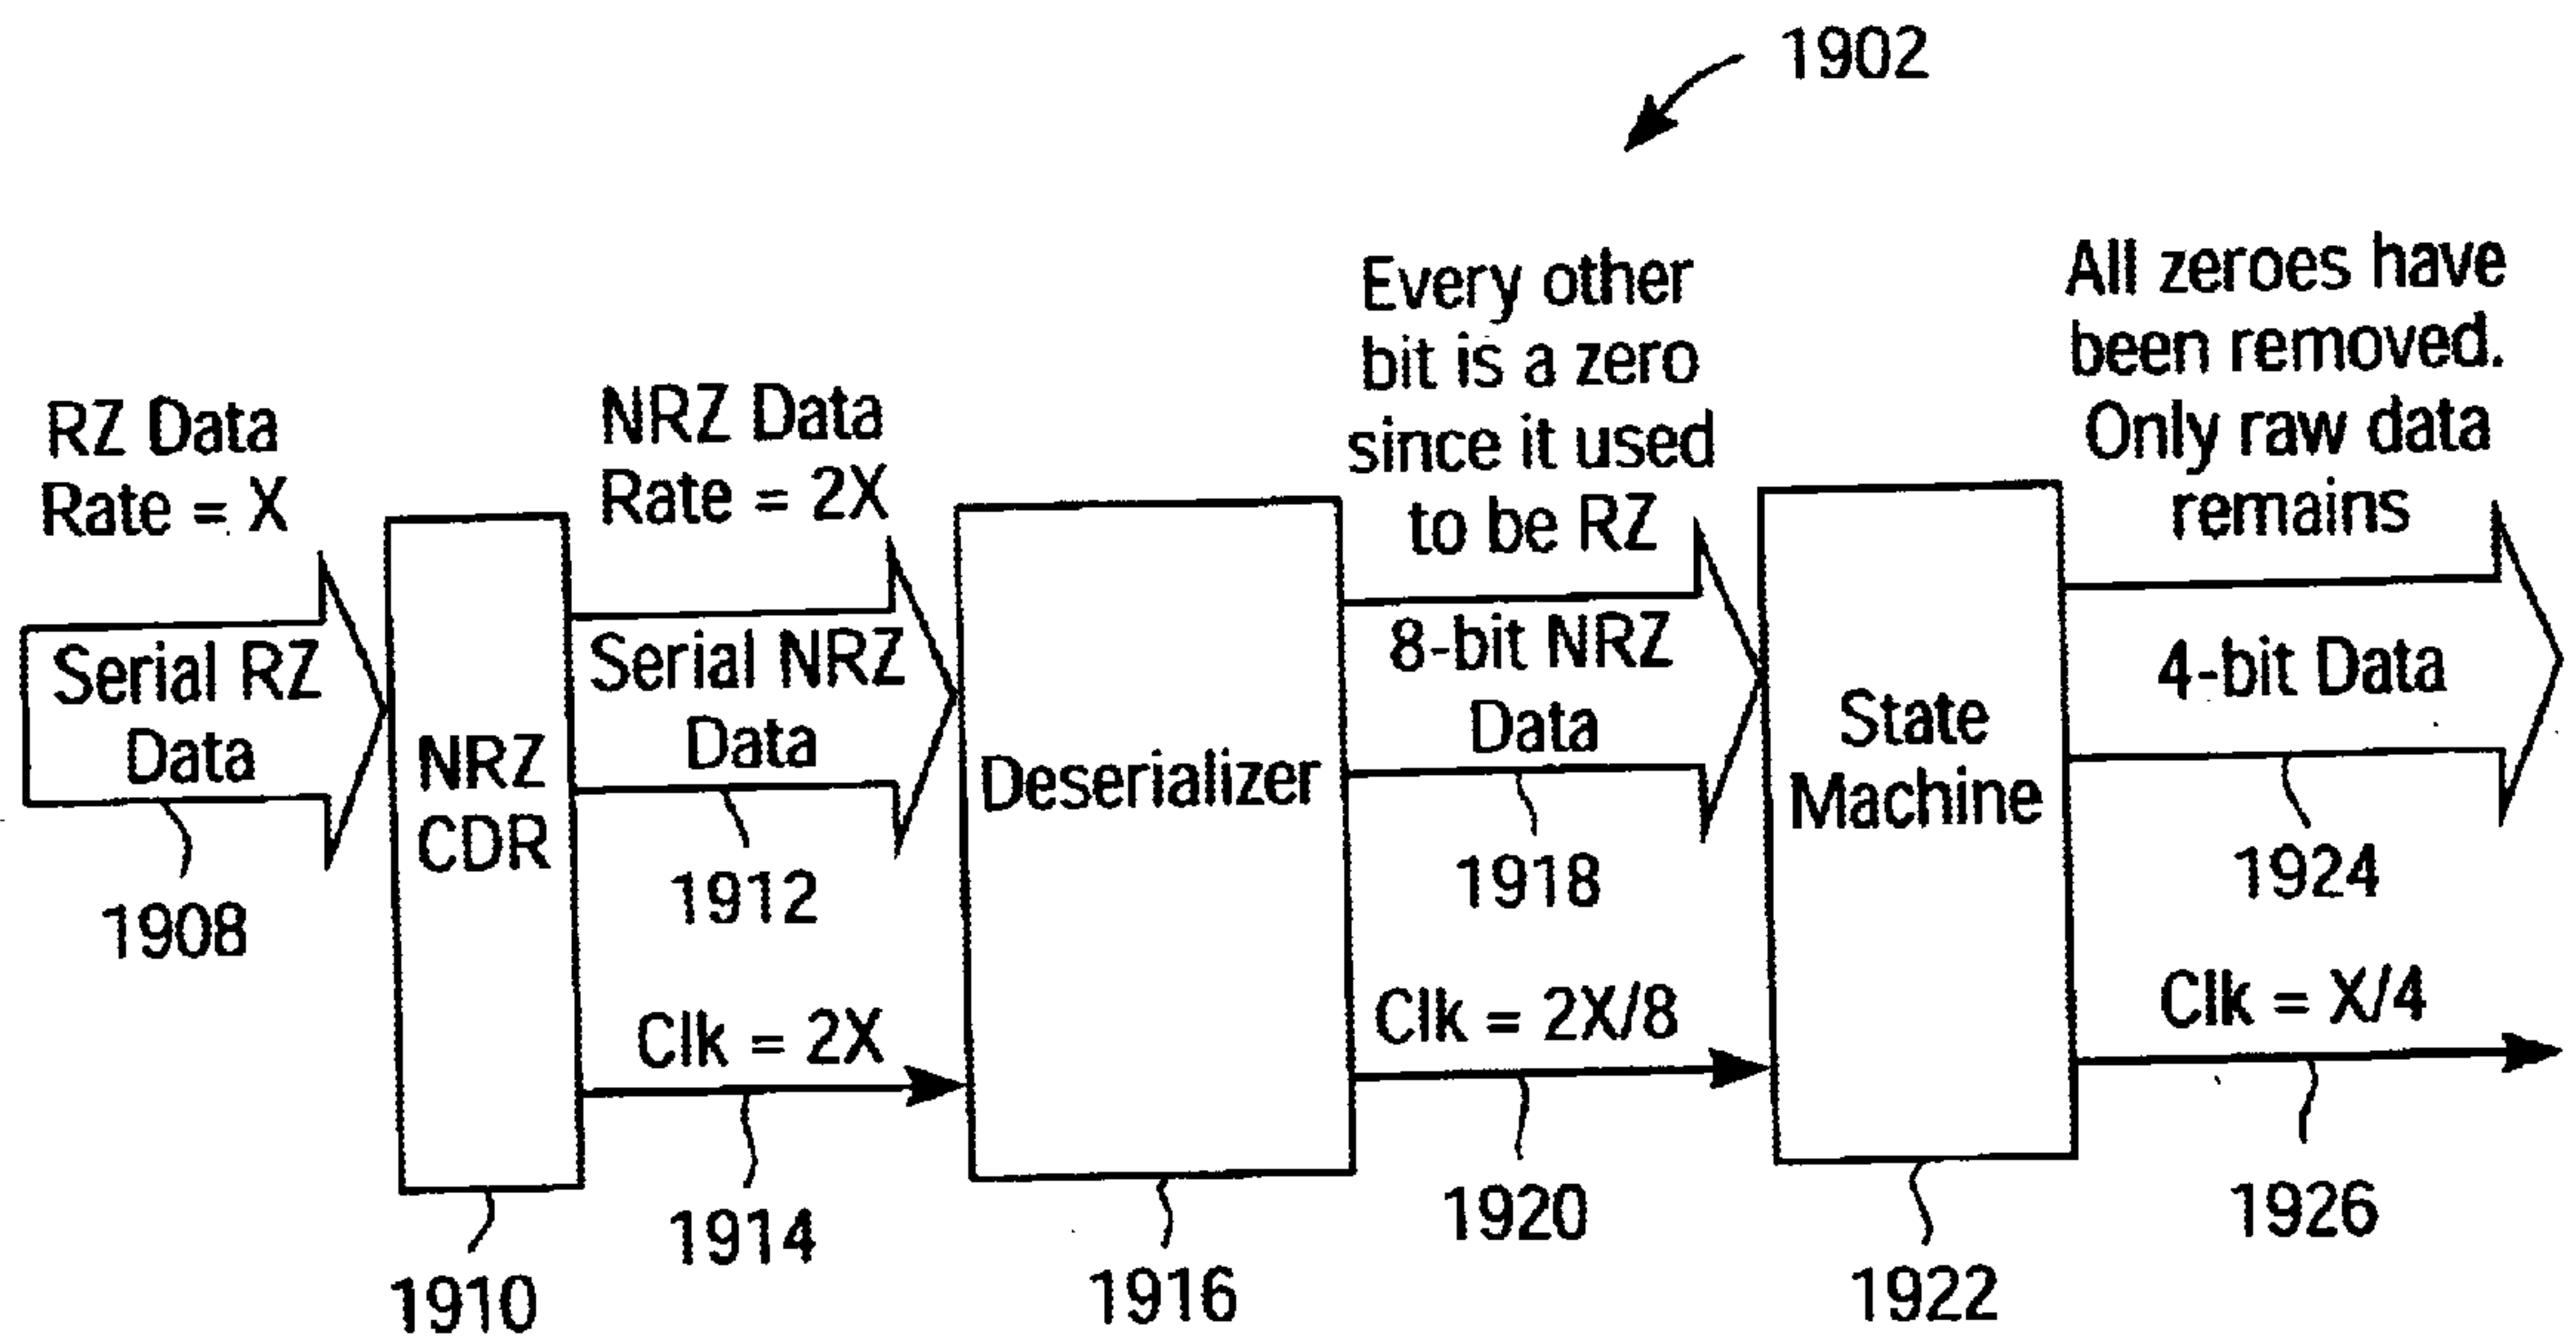 1902
RZ Data
Rate = X
Serial RZ
Data
1908
NRZ
CDR
1910
NRZ Data
Rate = 2X
Serial NRZ
Data
1912
Clk = 2X
1914
Deserializer
1916
Every other
bit is a zero
since it used
to be RZ
8-bit NRZ
Data
1918
Clk = 2X/8
1920
State
Machine
1922
All zeroes have
been removed.
Only raw data
remains
4-bit Data
1924
Clk = X/4
1926